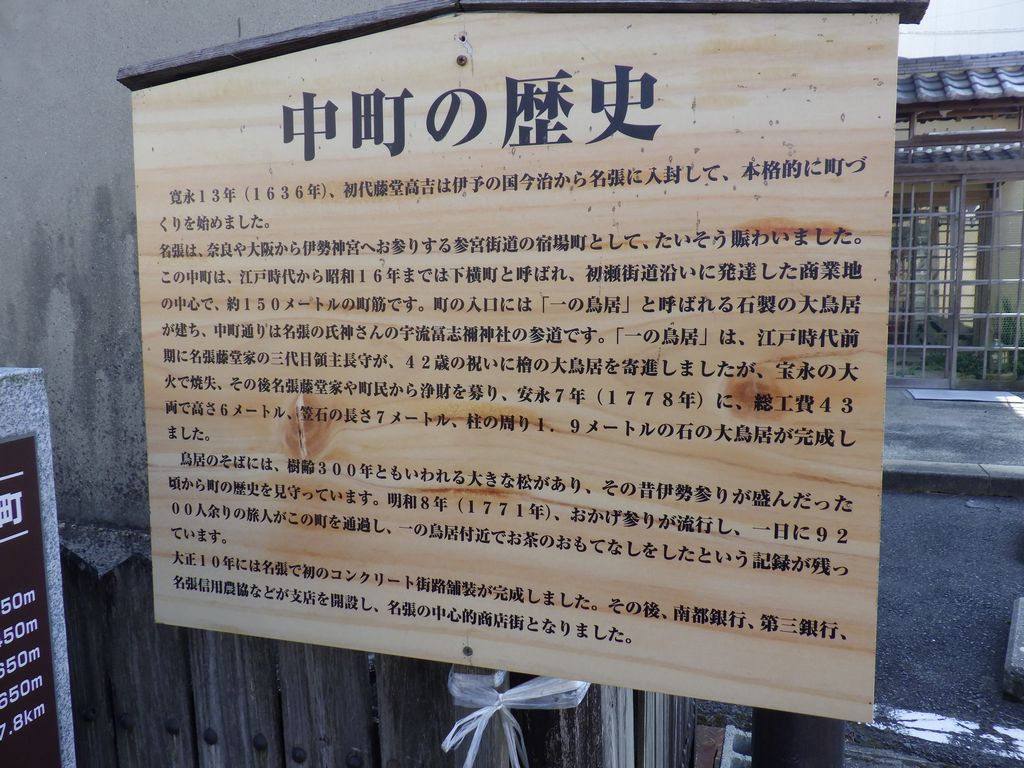 中町の歴史
寛永13年（1636年）、初代藤堂高吉は伊予の国今治から名張に入封して、本格的に町づ
くりを始めました。
名張は、奈良や大阪から伊勢神宮へお参りする参宮街道の宿場町として、たいそう賑わいました。
この中町は、江戸時代から昭和16年までは下横町と呼ばれ、初瀬街道沿いに発達した商業地
の中心で、約150メートルの町筋です。町の入口には「一の鳥居」と呼ばれる石製の大鳥居
が建ち、中町通りは名張の氏神さんの宇流冨志禰神社の参道です。「一の鳥居」は、江戸時代前
期に名張藤堂家の三代目領主長守が、42歳の祝いに檜の大鳥居を寄進しましたが、宝永の大
火で焼失、その後名張藤堂家や町民から浄財を募り、安永7年（1778年）に、総工費43
両で高さ6メートル、笠石の長さ7メートル、柱の周り1．9メートルの石の大鳥居が完成し
ました。
鳥居のそばには、樹齢300年ともいわれる大きな松があり、その昔伊勢参りが盛んだった
頃から町の歴史を見守っています。明和8年（1771年）、おかげ参りが流行し、一日に92
00人余りの旅人がこの町を通過し、一の鳥居付近でお茶のおもてなしをしたという記録が残っ
ています。
大正10年には名張で初のコンクリート街路舗装が完成しました。その後、南都銀行、第三銀行、
名張信用農協などが支店を開設し、名張の中心的商店街となりました。
町
50m
450m
650m
650m
7.8km